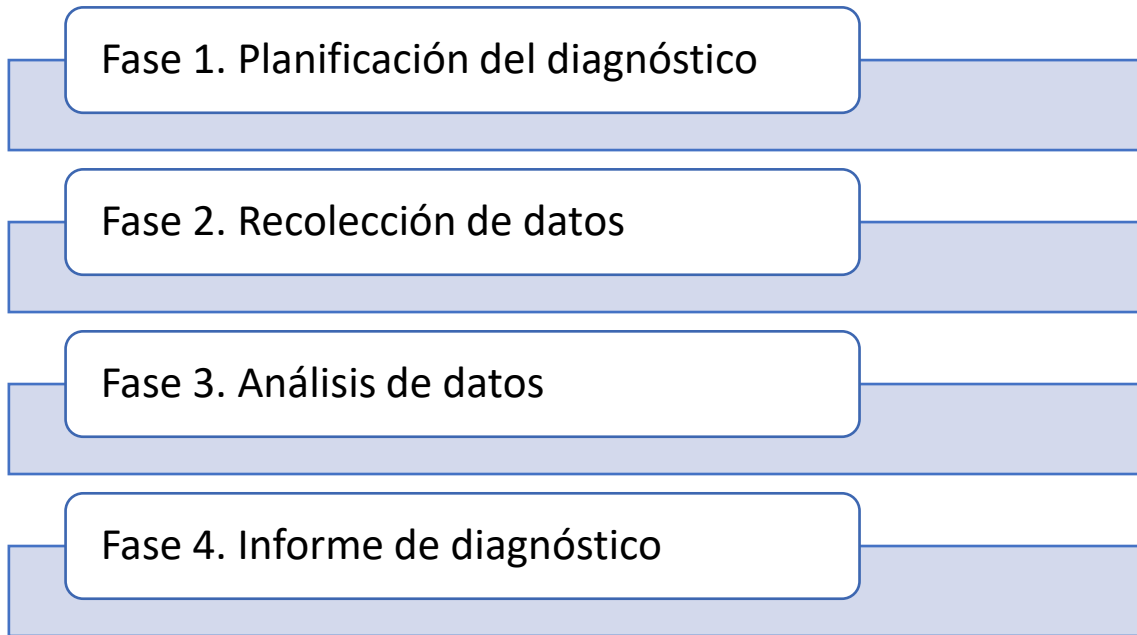 Fase 1. Planificación del diagnóstico
Fase 2. Recolección de datos
Fase 3. Análisis de datos
Fase 4. Informe de diagnóstico